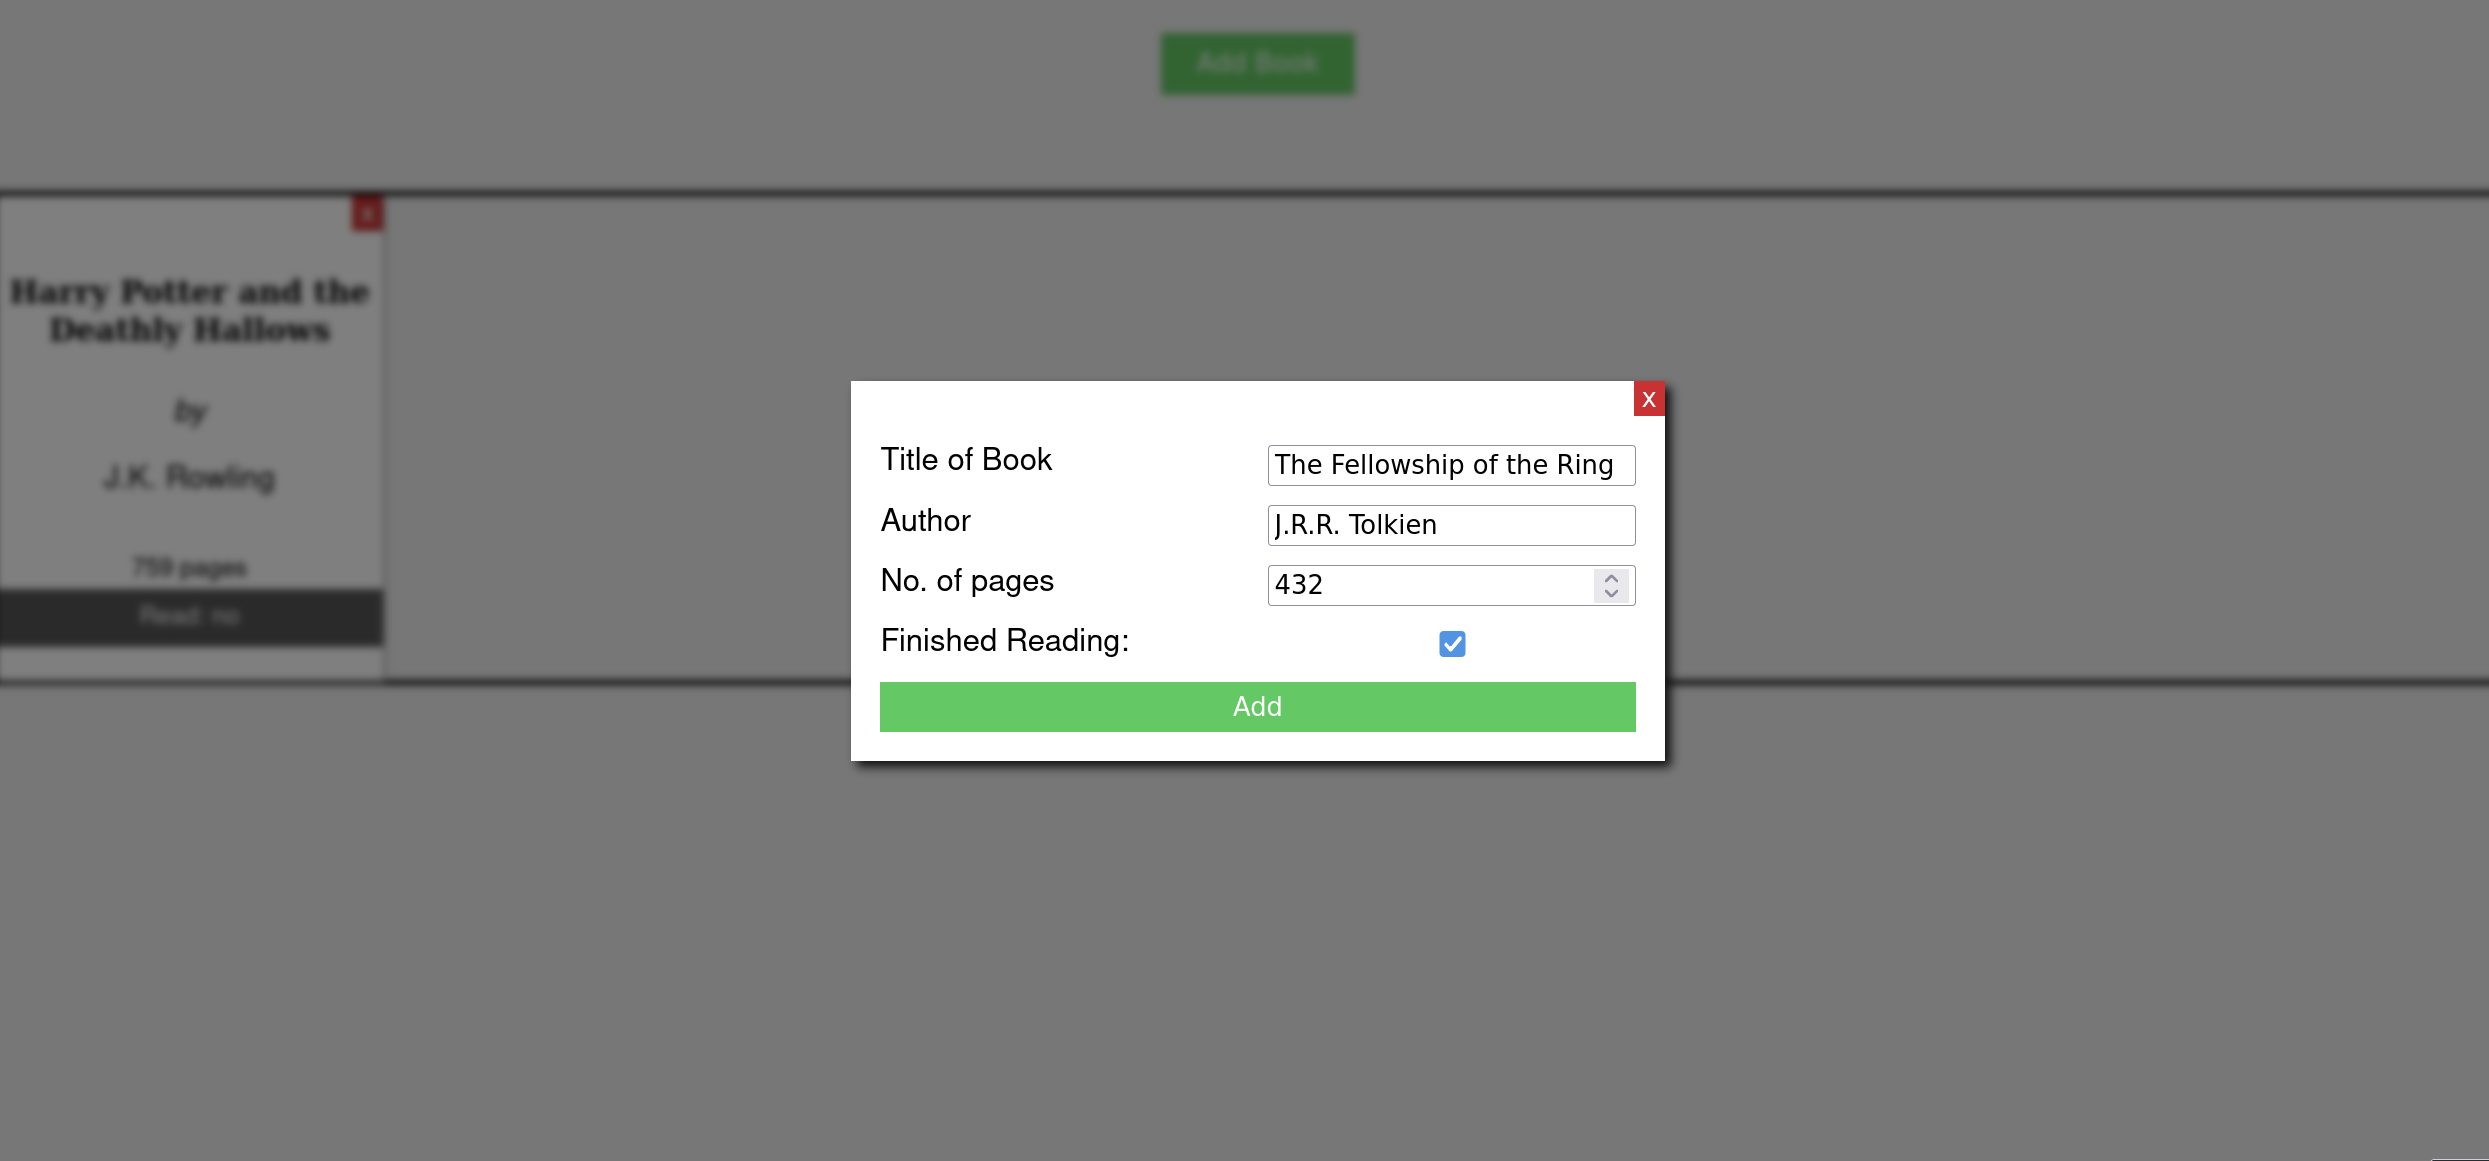 Add Book
x
Harry Potter and the
Deathly Hallows
by
J.K. Rowling
759 pages
Read: no
x
Title of Book
The Fellowship of the Ring
Author
J.R.R. Tolkien
No. of pages
432
Finished Reading:
Add